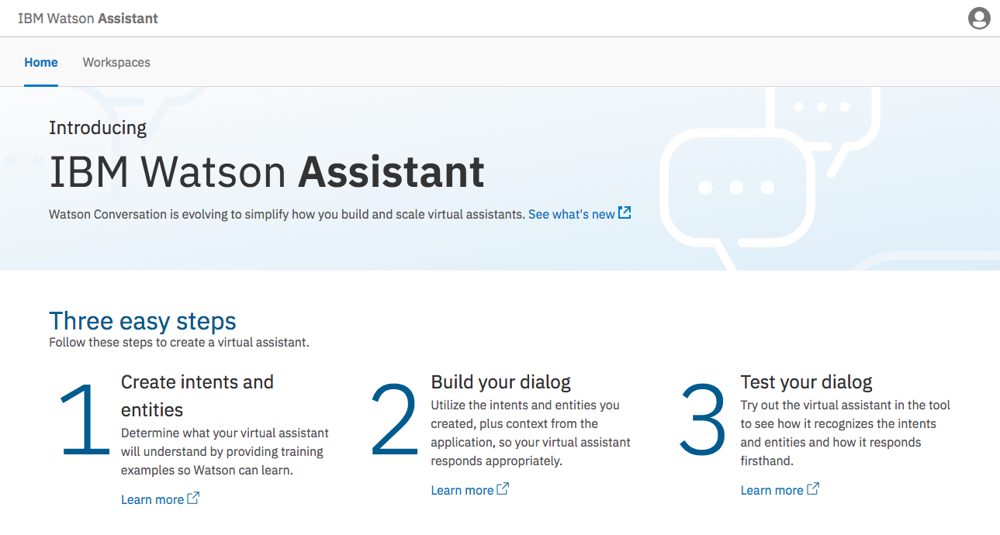 IBM Watson Assistant
Home Workspaces
Introducing
IBM Watson Assistant
Watson Conversation is evolving to simplify how you build and scale virtual assistants. See what's new
Three easy steps
Follow these steps to create a virtual assistant.
1
Create intents and
entities
Determine what your virtual assistant
will understand by providing training
examples so Watson can learn.
Learn more
2
Build your dialog
Utilize the intents and entities you
created, plus context from the
application, so your virtual assistant
responds appropriately.
Learn more
3
Test your dialog
Try out the virtual assistant in the tool
to see how it recognizes the intents
and entities and how it responds
firsthand.
Learn more